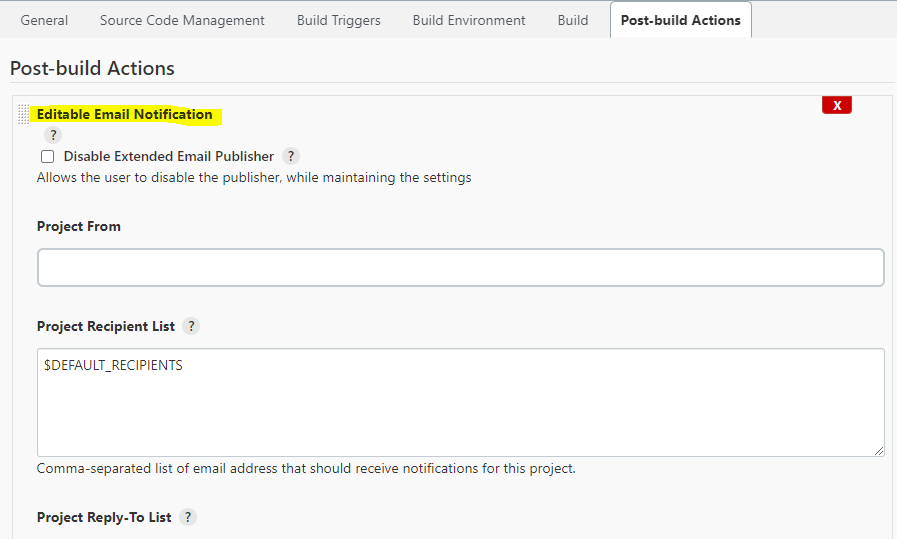 General Source Code Management Build Triggers Build Environment Build Post-build Actions
Post-build Actions
Editable Email Notification
X
?
Disable Extended Email Publisher ?
Allows the user to disable the publisher, while maintaining the settings
Project From
Project Recipient List ?
$DEFAULT_RECIPIENTS
Comma-separated list of email address that should receive notifications for this project.
Project Reply-To List ?